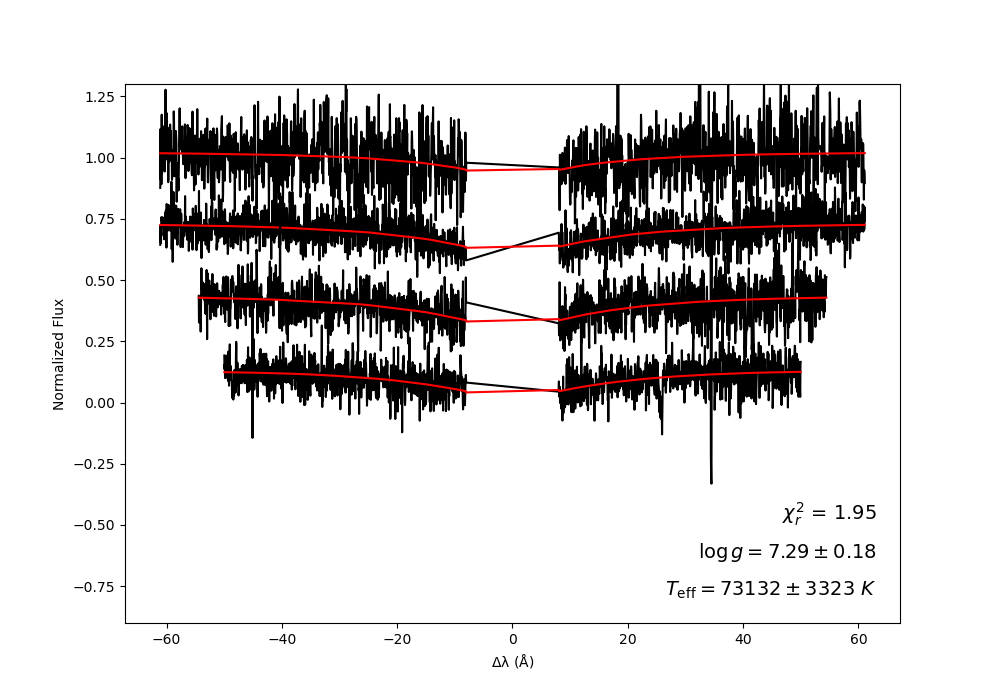 1.25
1.00
0.75
0.50
0.25
0.00
−0.25
−0.50
−0.75
Normalized Flux
χ²ᵣ = 1.95
log g = 7.29 ± 0.18
T_eff = 73132 ± 3323 K
−60 −40 −20 0 20 40 60
Δλ (Å)